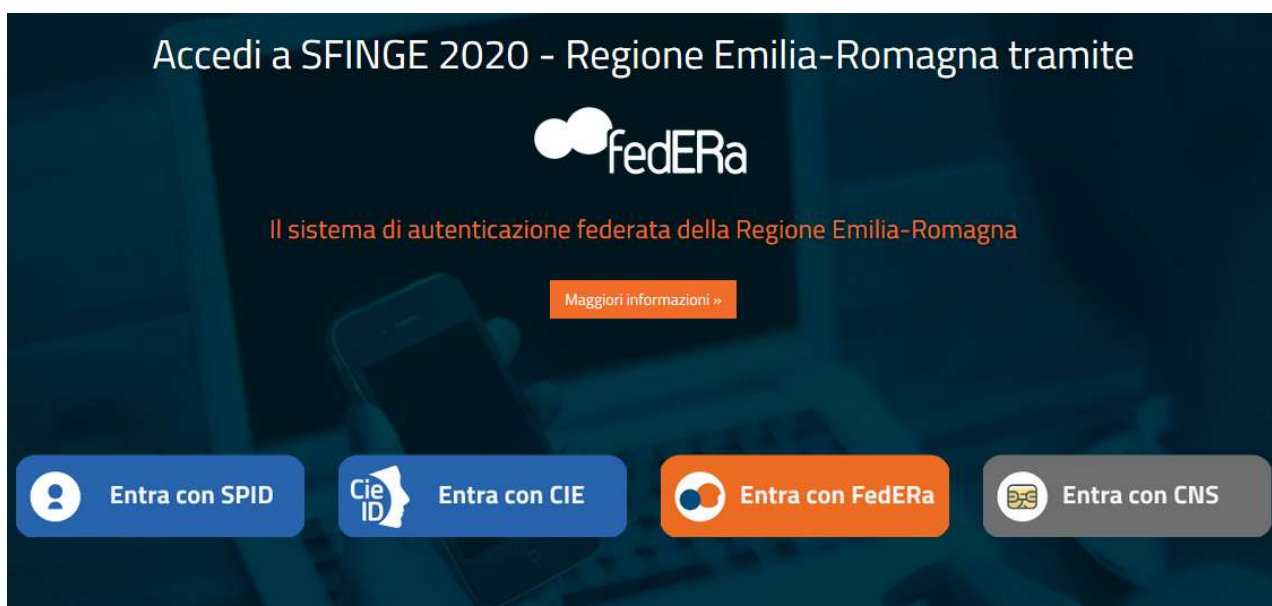 Accedi a SFINGE 2020 - Regione Emilia-Romagna tramite
fedERa
Il sistema di autenticazione federata della Regione Emilia-Romagna
Maggiori informazioni »
Entra con SPID
Cie
ID
Entra con CIE
Entra con FedERa
Entra con CNS